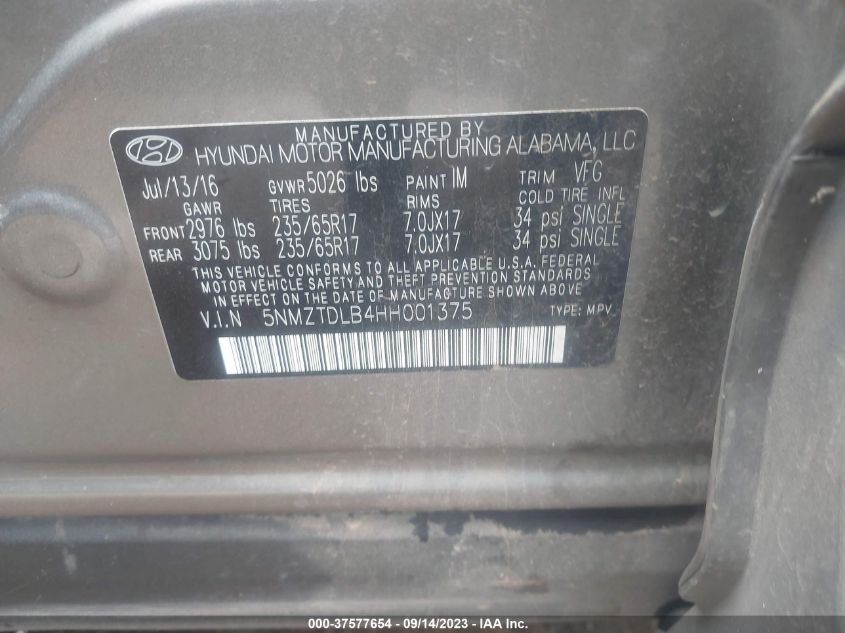 MANUFACTURED BY
HYUNDAI MOTOR MANUFACTURING ALABAMA, LLC
Jul/13/16 GVWR 5026 lbs PAINT IM TRIM VFG
GAWR TIRES RIMS COLD TIRE INFL
FRONT 2976 lbs 235/65R17 7.0JX17 34 psi SINGLE
REAR 3075 lbs 235/65R17 7.0JX17 34 psi SINGLE
THIS VEHICLE CONFORMS TO ALL APPLICABLE U.S.A. FEDERAL
MOTOR VEHICLE SAFETY AND THEFT PREVENTION STANDARDS
IN EFFECT ON THE DATE OF MANUFACTURE SHOWN ABOVE.
V.I.N 5NMZTDLB4HH001375 TYPE: MPV
000-37577654 - 09/14/2023 - IAA Inc.